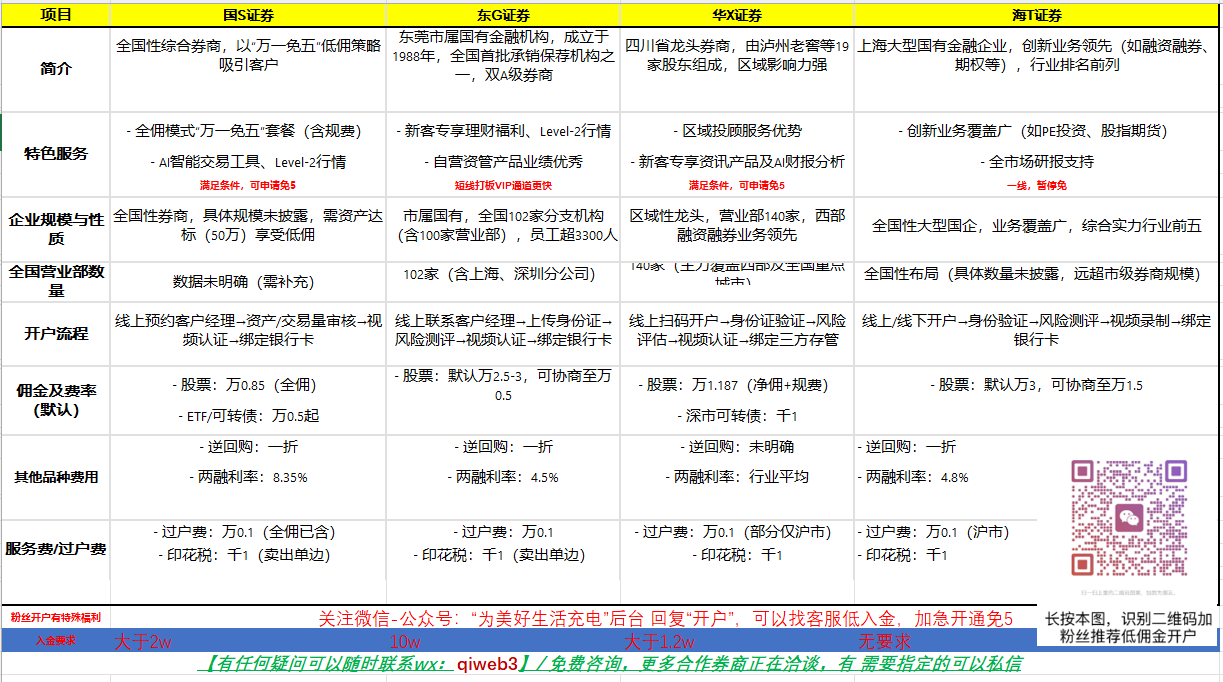 项目 国S证券 东G证券 华X证券 海T证券
简介
全国性综合券商，以“万一免五”低佣策略
吸引客户
东莞市属国有金融机构，成立于
1988年，全国首批承销保荐机构之
一，双A级券商
四川省龙头券商，由泸州老窖等19
家股东组成，区域影响力强
上海大型国有金融企业，创新业务领先（如融资融券、
期权等），行业排名前列
特色服务
- 全佣模式“万一免五”套餐（含规费）
- AI智能交易工具、Level-2行情
满足条件，可申请免5
- 新客专享理财福利、Level-2行情
- 自营资管产品业绩优秀
短线打板VIP通道更快
- 区域投顾服务优势
- 新客专享资讯产品及AI财报分析
满足条件，可申请免5
- 创新业务覆盖广（如PE投资、股指期货）
- 全市场研报支持
一线，暂停免
企业规模与性
质
全国性券商，具体规模未披露，需资产达
标（50万）享受低佣
市属国有，全国102家分支机构
（含100家营业部），员工超3300人
区域性龙头，营业部140家，西部
融资融券业务领先
全国性大型国企，业务覆盖广，综合实力行业前五
全国营业部数
量
数据未明确（需补充）
102家（含上海、深圳分公司）
140家（主力覆盖西部及全国重点
城市）
全国性布局（具体数量未披露，远超市级券商规模）
开户流程
线上预约客户经理→资产/交易量审核→视
频认证→绑定银行卡
线上联系客户经理→上传身份证→
风险测评→视频认证→绑定银行卡
线上扫码开户→身份证验证→风险
评估→视频认证→绑定三方存管
线上/线下开户→身份验证→风险测评→视频录制→绑定
银行卡
佣金及费率
(默认)
- 股票：万0.85（全佣）
- ETF/可转债：万0.5起
- 股票：默认万2.5-3，可协商至万
0.5
- 股票：万1.187（净佣+规费）
- 深市可转债：千1
- 股票：默认万3，可协商至万1.5
其他品种费用
- 逆回购：一折
- 两融利率：8.35%
- 逆回购：一折
- 两融利率：4.5%
- 逆回购：未明确
- 两融利率：行业平均
- 逆回购：一折
- 两融利率：4.8%
服务费/过户费
- 过户费：万0.1（全佣已含）
- 印花税：千1（卖出单边）
- 过户费：万0.1
- 印花税：千1（卖出单边）
- 过户费：万0.1（部分仅沪市）
- 印花税：千1
- 过户费：万0.1（沪市）
- 印花税：千1
长按本图，识别二维码加
粉丝推荐低佣金开户
粉丝开户有特殊福利
关注微信-公众号：“为美好生活充电”后台 回复“开户”，可以找客服低入金，加急开通免5
入金要求 大于2w 10w 大于1.2w 无要求
【有任何疑问可以随时联系wx：qiweb3】/ 免费咨询，更多合作券商正在洽谈，有 需要指定的可以私信